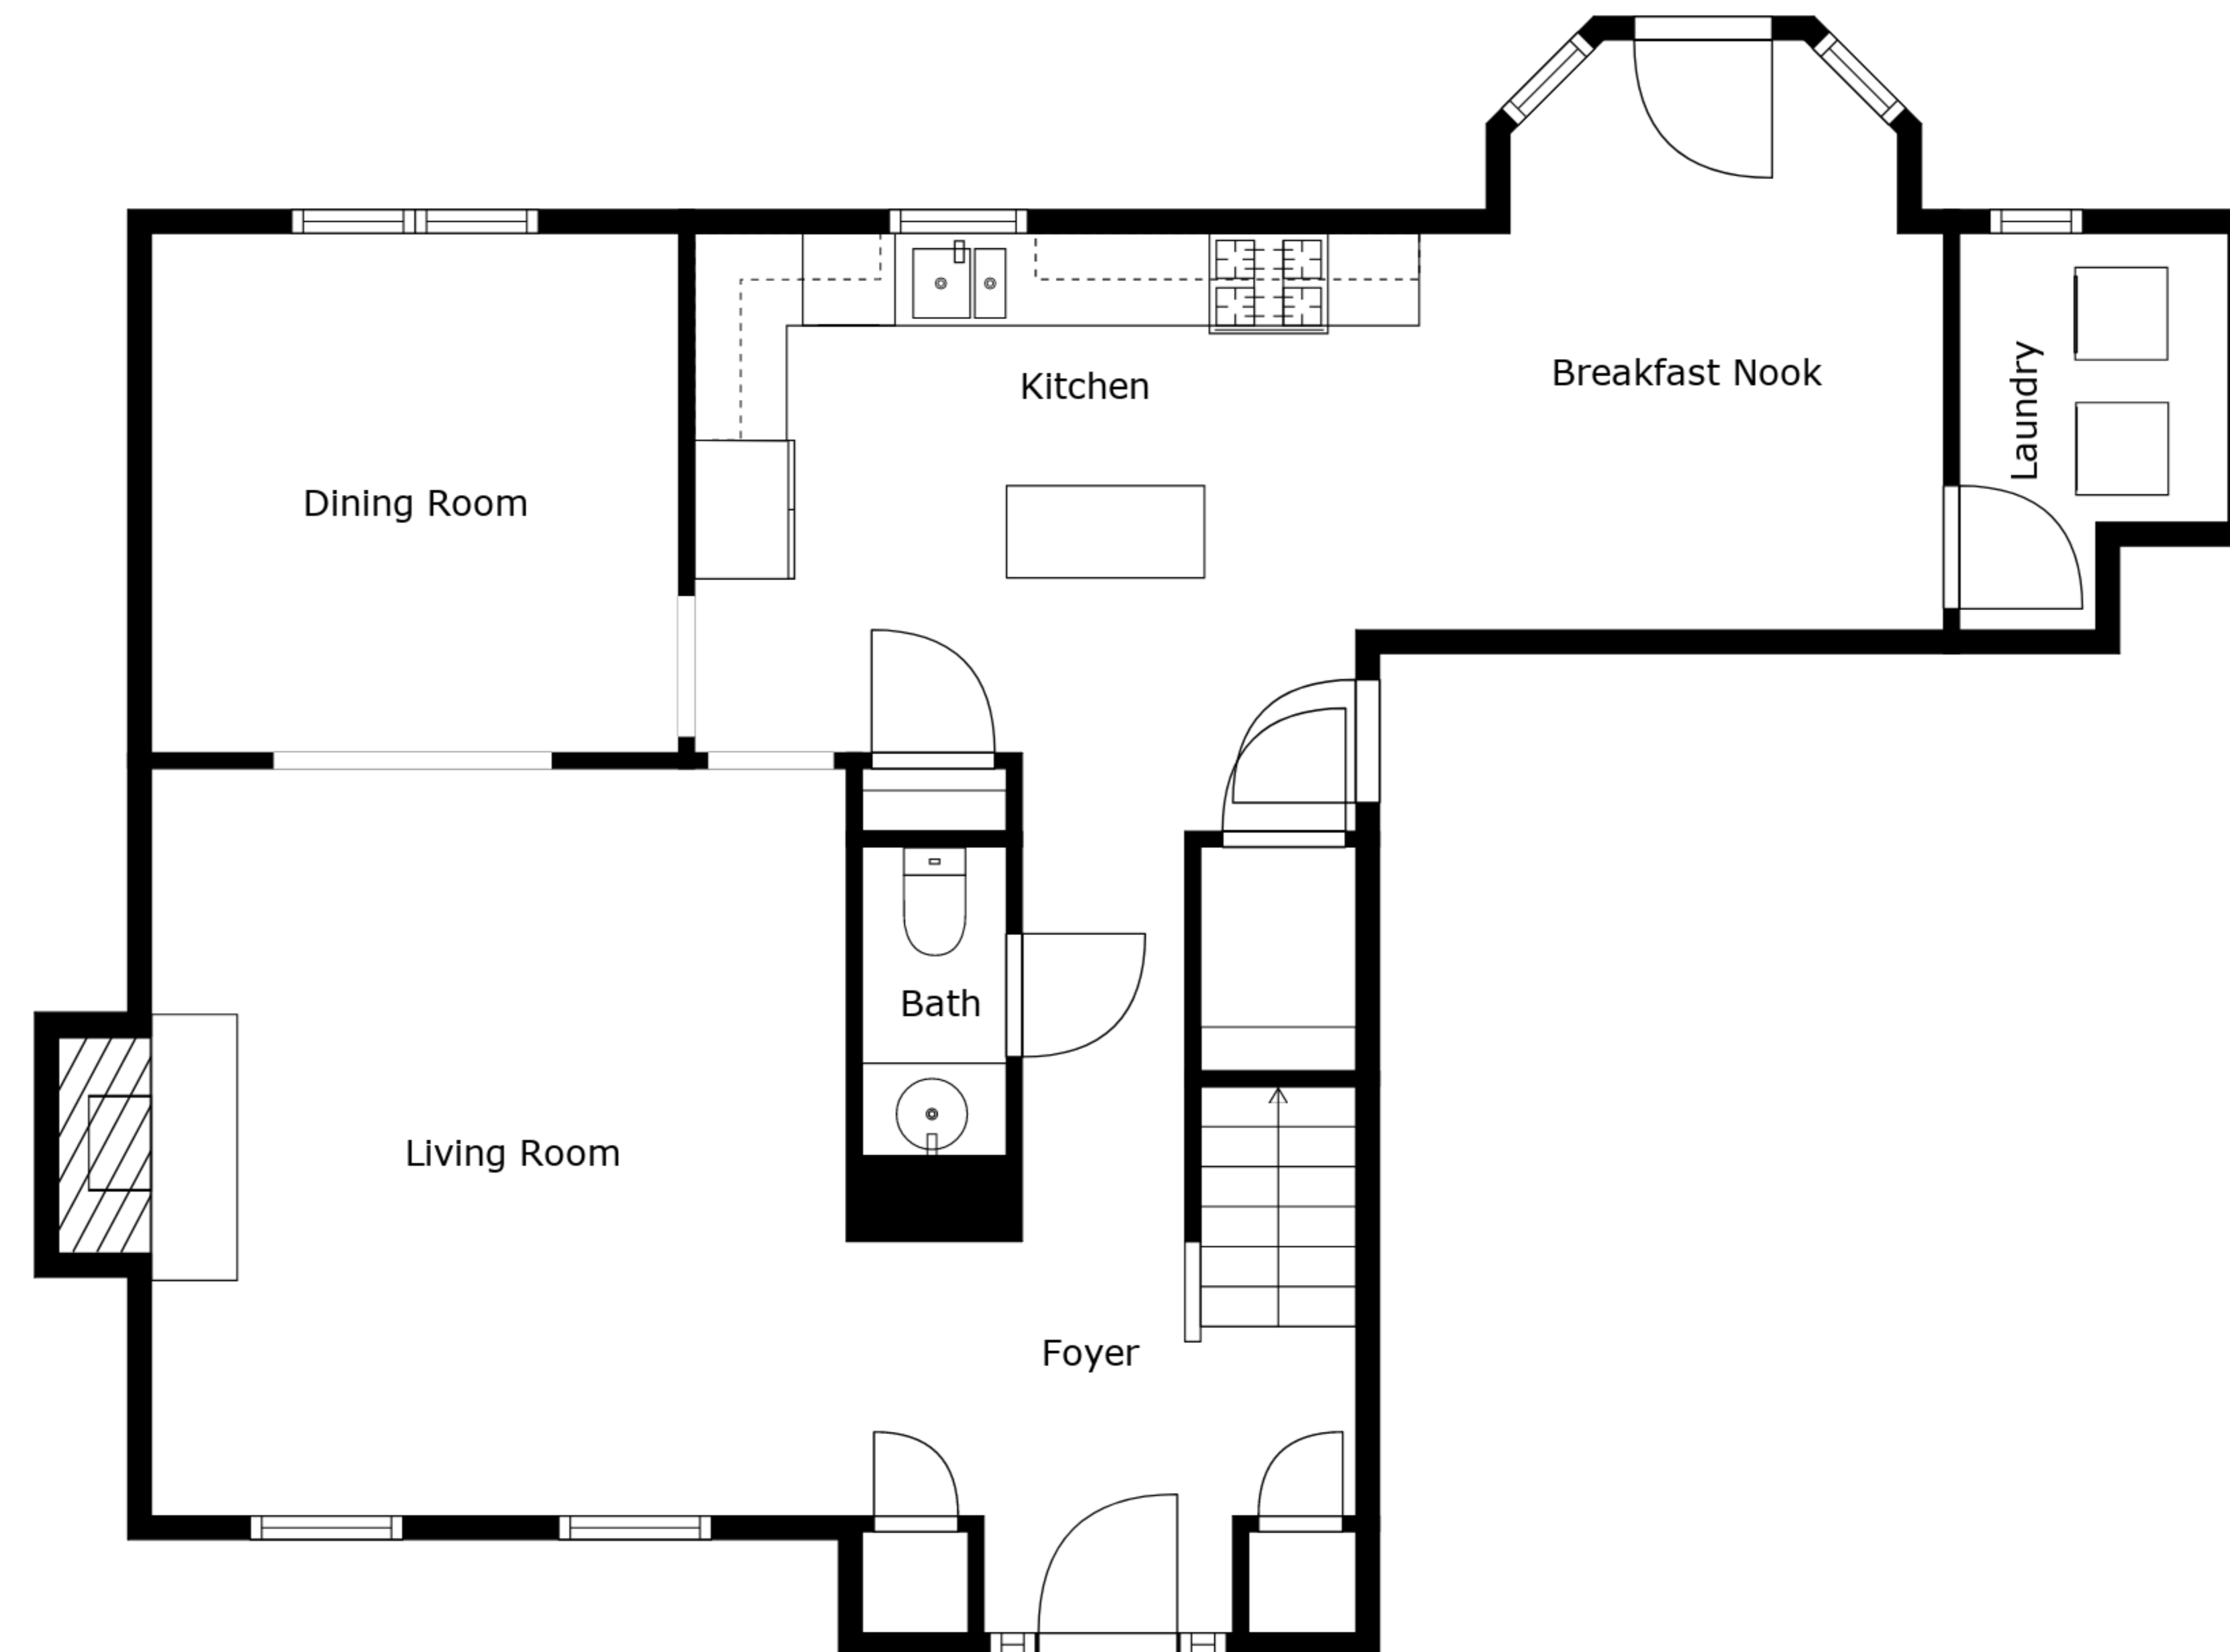 Kitchen
Breakfast Nook
Laundry
Dining Room
Bath
Living Room
Foyer